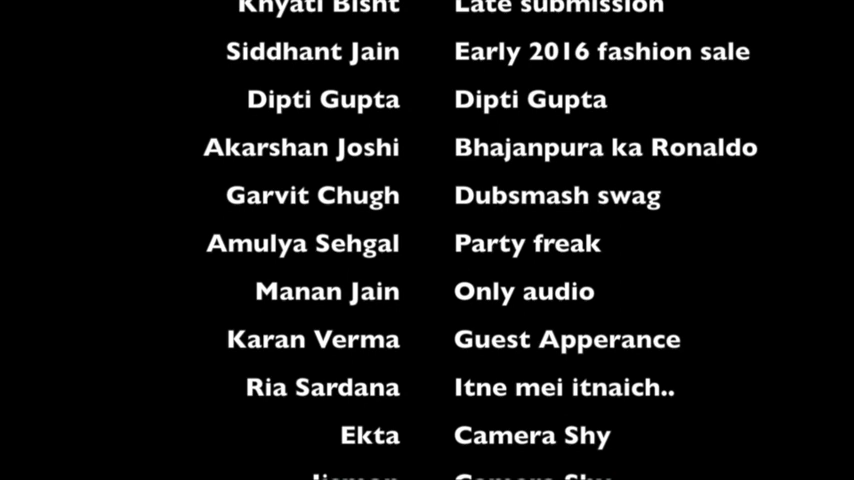 Khyati Bisht Late submission
Siddhant Jain Early 2016 fashion sale
Dipti Gupta Dipti Gupta
Akarshan Joshi Bhajanpura ka Ronaldo
Garvit Chugh Dubsmash swag
Amulya Sehgal Party freak
Manan Jain Only audio
Karan Verma Guest Apperance
Ria Sardana Itne mei itnaich..
Ekta Camera Shy
Camera Shy